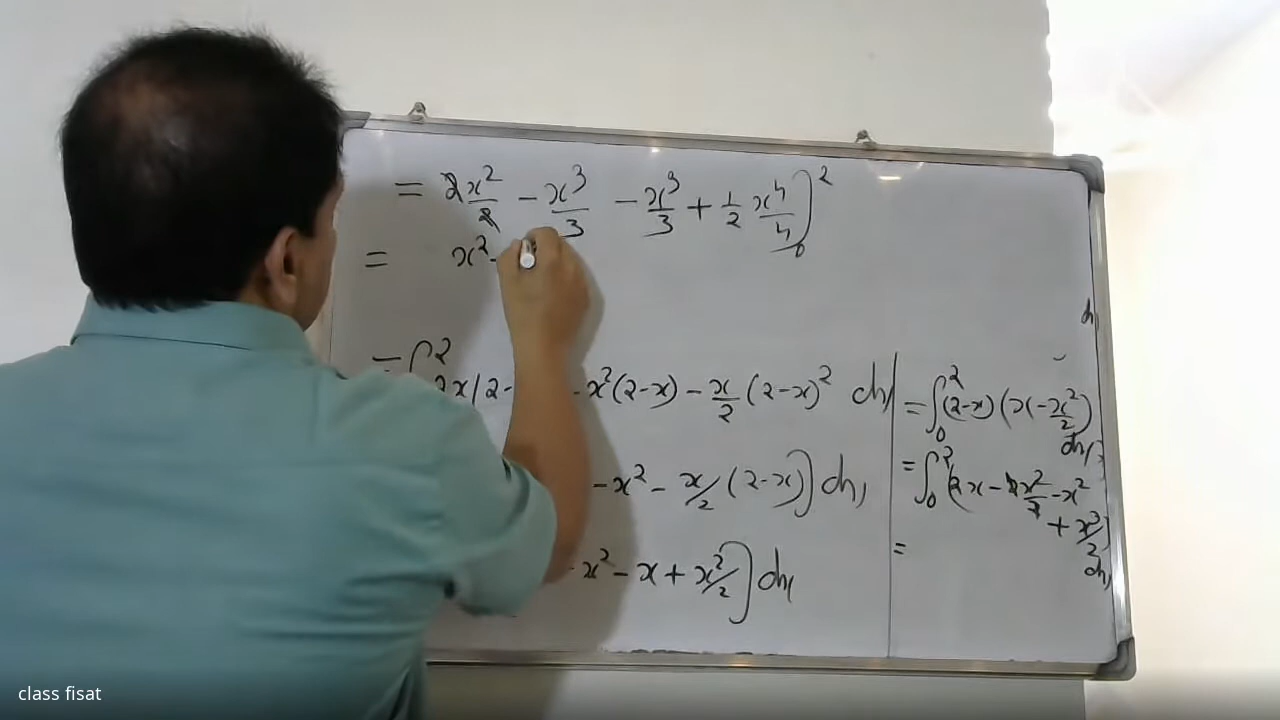 = 2x²/2 - x³/3 - x³/3 + 1/2 x⁴/4 )₀²
= x² -
= ∫² 2x/2- - x²(2-x) - x/2 (2-x)² dx
- x² - x/2 (2-x) ) dx
x² - x + x²/2 ) dx
= ∫₀² (2-x) (x - x²/2) dx
= ∫₀² (2x - 2x²/2 - x² + x³/2) dx
=
class fisat